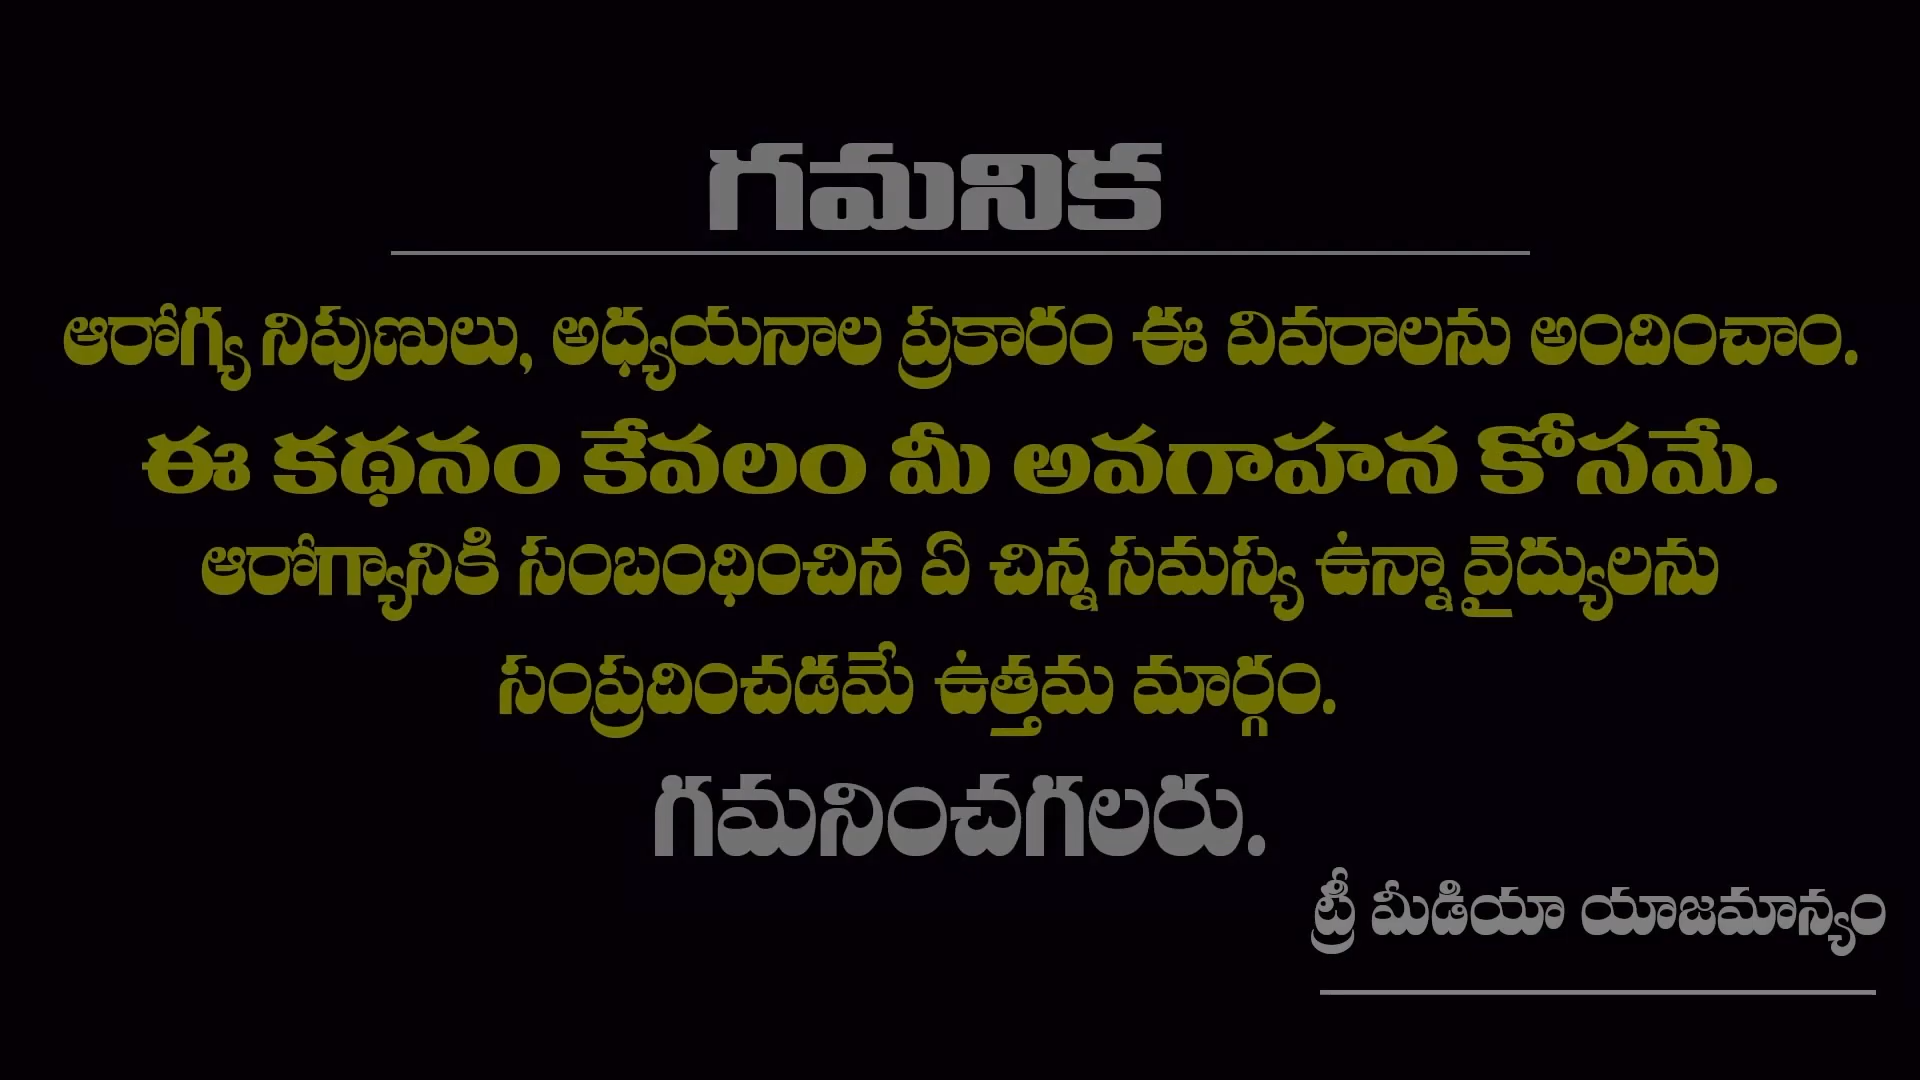 గమనిక
ఆరోగ్య నిపుణులు, అధ్యయనాల ప్రకారం ఈ వివరాలను అందించాం.
ఈ కథనం కేవలం మీ అవగాహన కోసమే.
ఆరోగ్యానికి సంబంధించిన ఏ చిన్న సమస్య ఉన్నా వైద్యులను
సంప్రదించడమే ఉత్తమ మార్గం.
గమనించగలరు.
ట్రీ మీడియా యాజమాన్యం